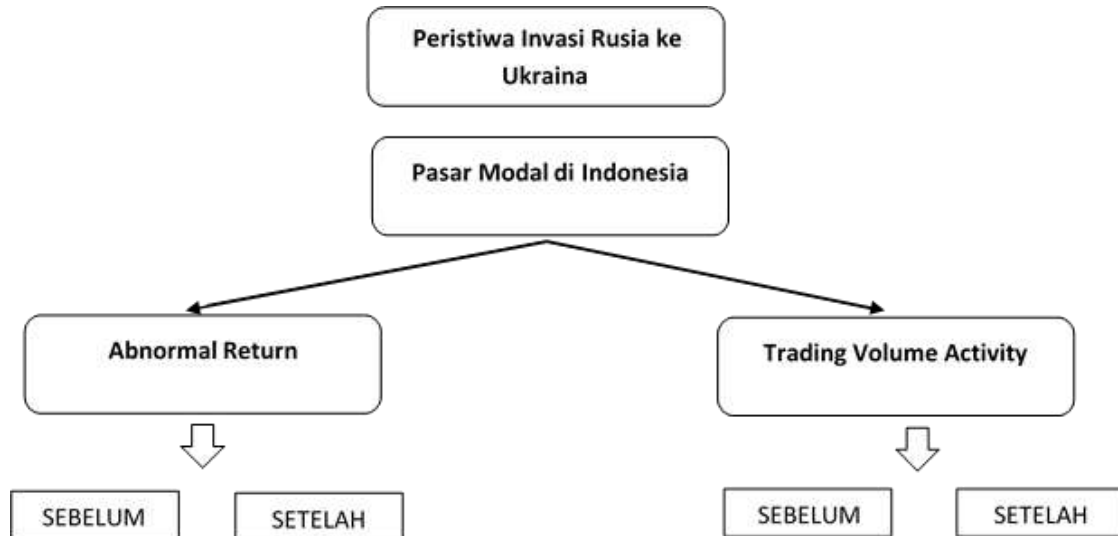 Peristiwa Invasi Rusia ke
Ukraina
Pasar Modal di Indonesia
Abnormal Return
Trading Volume Activity
SEBELUM
SETELAH
SEBELUM
SETELAH